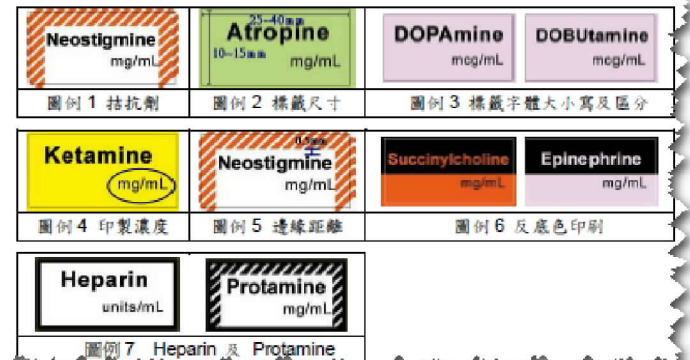 Neostigmine
mg/mL
25~40mm
Atropine
10~15mm
mg/mL
DOPAmine
mcg/mL
DOBUtamine
mcg/mL
圖例 1 拮抗劑
圖例 2 標籤尺寸
圖例 3 標籤字體大小寫及區分
Ketamine
mg/mL
0.5mm
Neostigmine
mg/mL
Succinylcholine
mg/mL
Epinephrine
mg/mL
圖例 4 印製濃度
圖例 5 邊緣距離
圖例 6 反底色印刷
Heparin
units/mL
Protamine
mg/mL
圖例 7 Heparin 及 Protamine